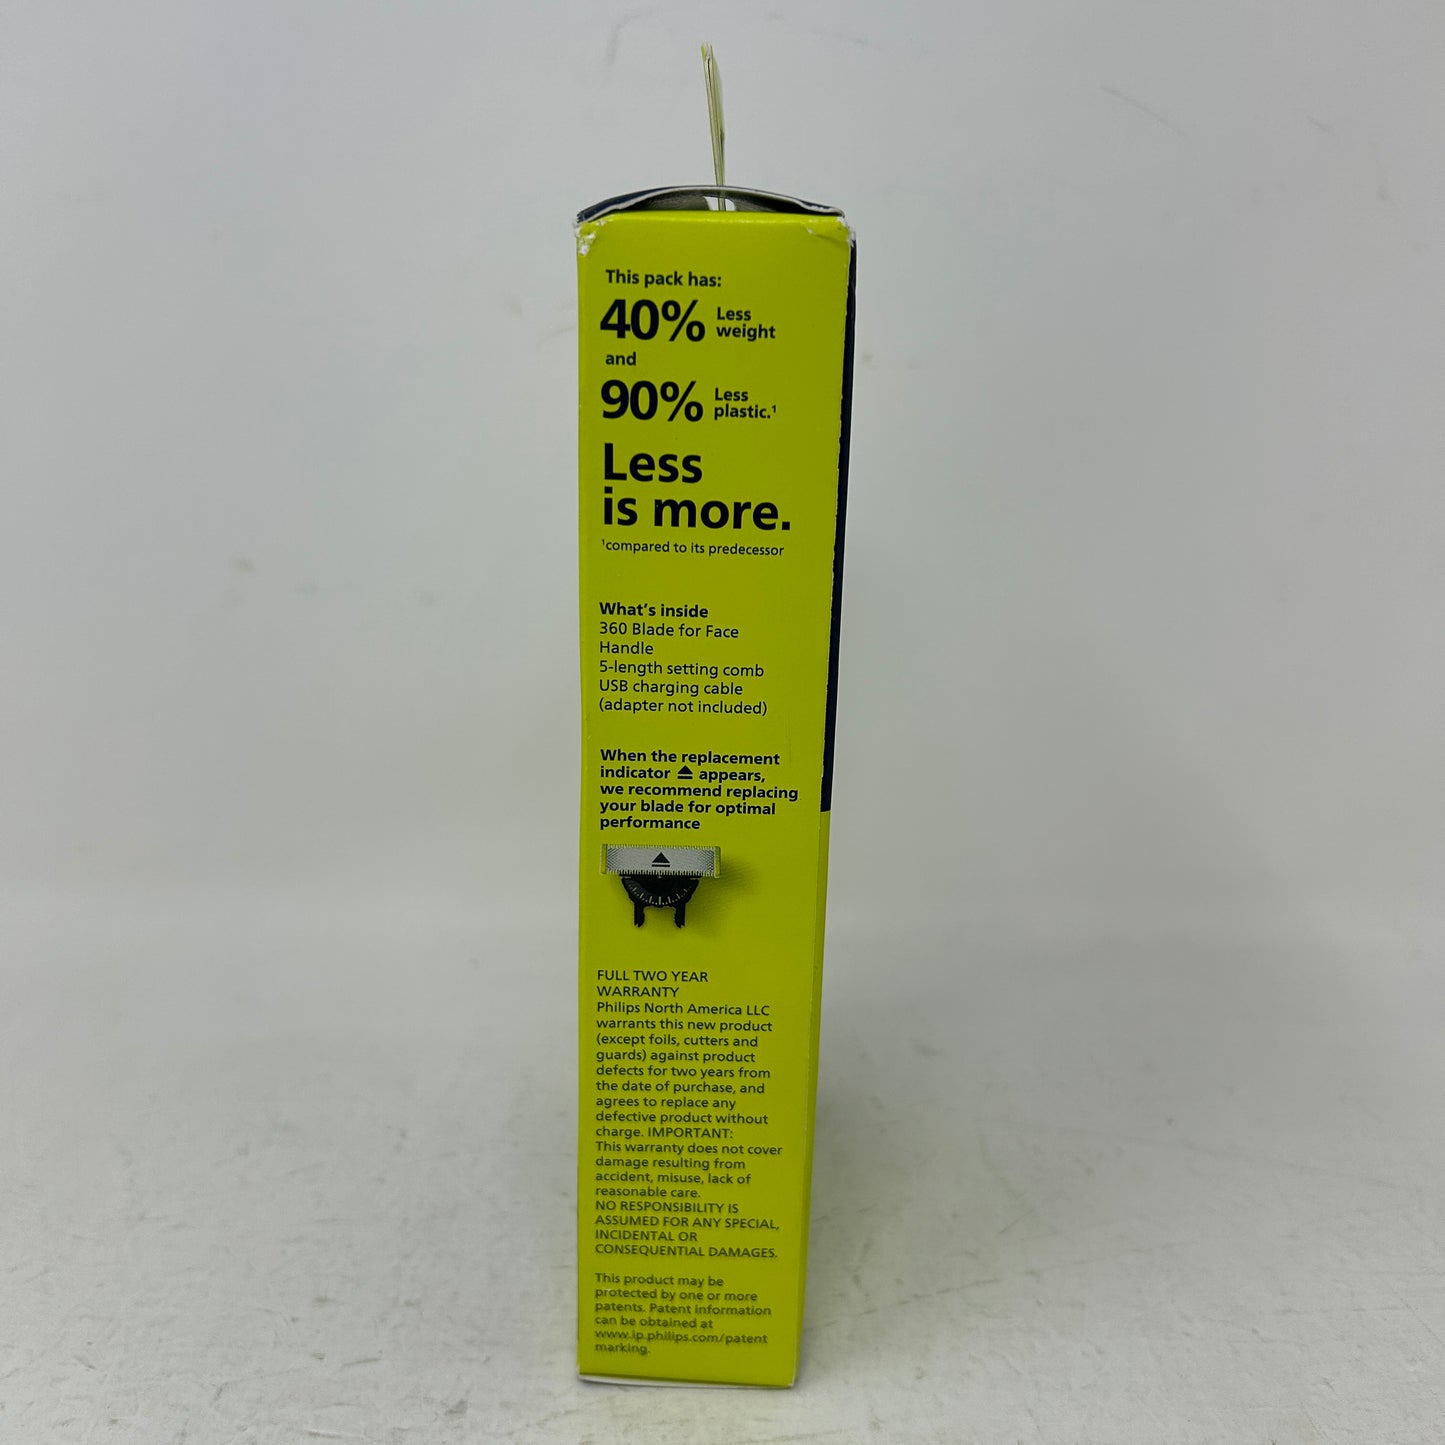 This pack has:
40% Less weight
and
90% Less plastic.¹
Less
is more.
¹compared to its predecessor
What's inside
360 Blade for Face
Handle
5-length setting comb
USB charging cable
(adapter not included)
When the replacement
indicator ⏏ appears,
we recommend replacing
your blade for optimal
performance
FULL TWO YEAR
WARRANTY
Philips North America LLC
warrants this new product
(except foils, cutters and
guards) against product
defects for two years from
the date of purchase, and
agrees to replace any
defective product without
charge. IMPORTANT:
This warranty does not cover
damage resulting from
accident, misuse, lack of
reasonable care.
NO RESPONSIBILITY IS
ASSUMED FOR ANY SPECIAL,
INCIDENTAL OR
CONSEQUENTIAL DAMAGES.
This product may be
protected by one or more
patents. Patent information
can be obtained at
www.ip.philips.com/patent
marking.